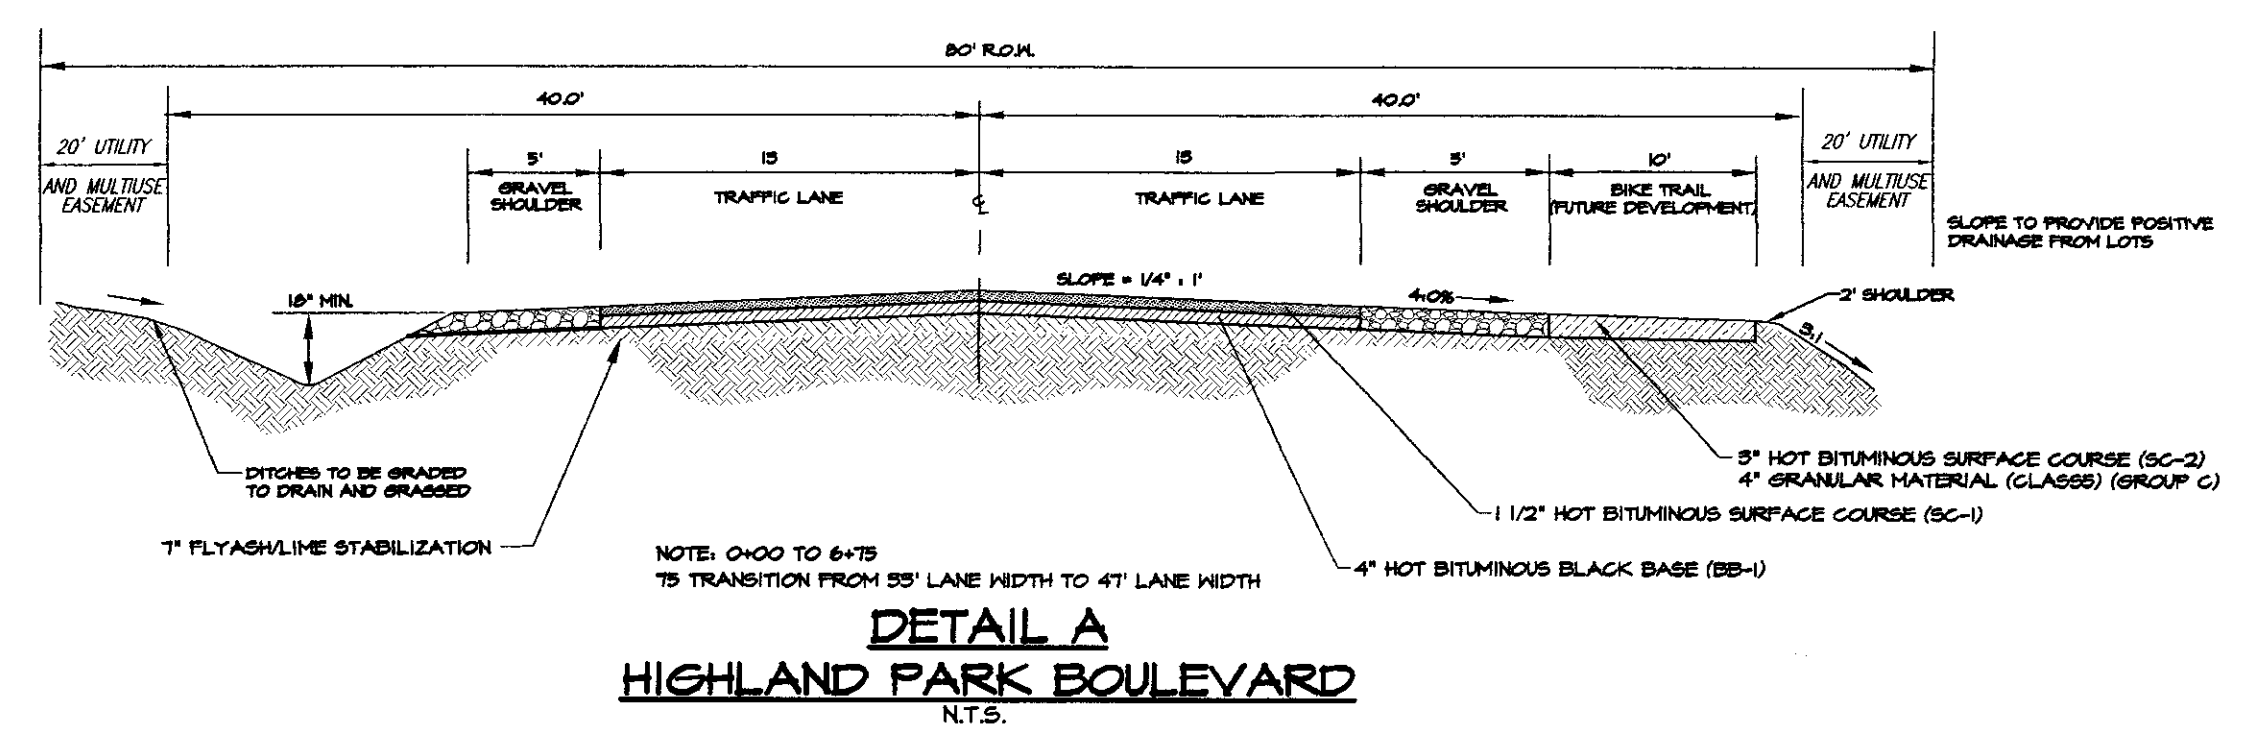 80' R.O.W.
40.0'
40.0'
20' UTILITY
AND MULTIUSE
EASEMENT
5'
GRAVEL
SHOULDER
TRAFFIC LANE
℄
TRAFFIC LANE
GRAVEL
SHOULDER
10'
BIKE TRAIL
(FUTURE DEVELOPMENT)
20' UTILITY
AND MULTIUSE
EASEMENT
SLOPE TO PROVIDE POSITIVE
DRAINAGE FROM LOTS
18" MIN.
SLOPE = 1/4" : 1'
4.0%
2' SHOULDER
3:1
DITCHES TO BE GRADED
TO DRAIN AND GRASSED
7" FLYASH/LIME STABILIZATION
3" HOT BITUMINOUS SURFACE COURSE (SC-2)
4" GRANULAR MATERIAL (CLASS5) (GROUP C)
1 1/2" HOT BITUMINOUS SURFACE COURSE (SC-1)
4" HOT BITUMINOUS BLACK BASE (BB-1)
NOTE: 0+00 TO 6+75
TRANSITION FROM LANE WIDTH TO 47' LANE WIDTH
DETAIL A
HIGHLAND PARK BOULEVARD
N.T.S.